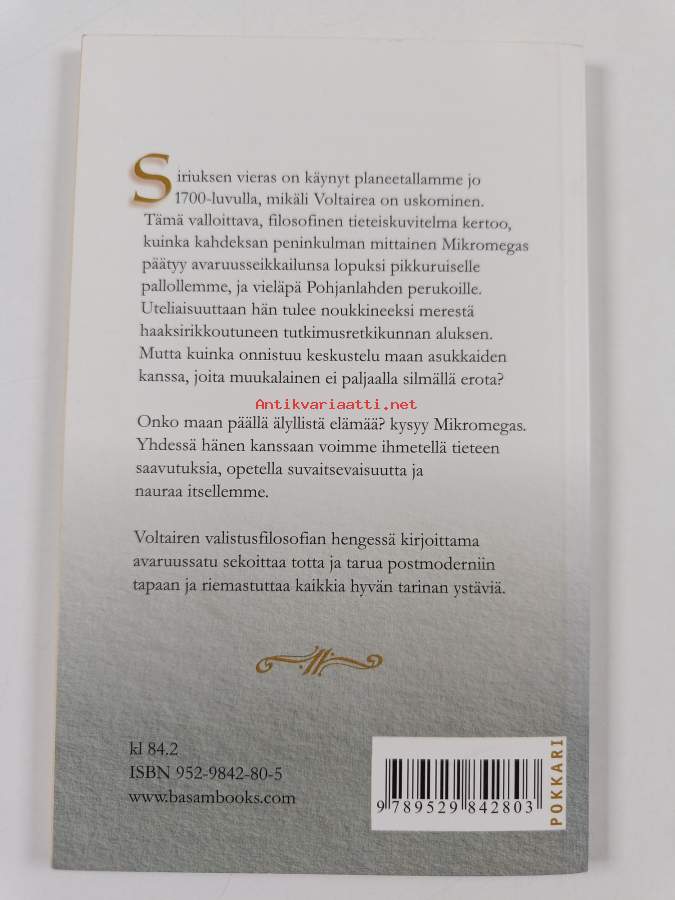 Siriuksen vieras on käynyt planeetallamme jo
1700-luvulla, mikäli Voltairea on uskominen.
Tämä valloittava, filosofinen tieteiskuvitelma kertoo,
kuinka kahdeksan peninkulman mittainen Mikromegas
päätyy avaruusseikkailunsa lopuksi pikkuruiselle
pallollemme, ja vieläpä Pohjanlahden perukoille.
Uteliaisuuttaan hän tulee noukkineeksi merestä
haaksirikkoutuneen tutkimusretkikunnan aluksen.
Mutta kuinka onnistuu keskustelu maan asukkaiden
kanssa, joita muukalainen ei paljaalla silmällä erota?
Antikvariaatti.net
Onko maan päällä älyllistä elämää? kysyy Mikromegas.
Yhdessä hänen kanssaan voimme ihmetellä tieteen
saavutuksia, opetella suvaitsevaisuutta ja
nauraa itsellemme.
Voltairen valistusfilosofian hengessä kirjoittama
avaruussatu sekoittaa totta ja tarua postmoderniin
tapaan ja riemastuttaa kaikkia hyvän tarinan ystäviä.
kl 84.2
ISBN 952-9842-80-5
www.basambooks.com
9 789529 842803
POKKARI